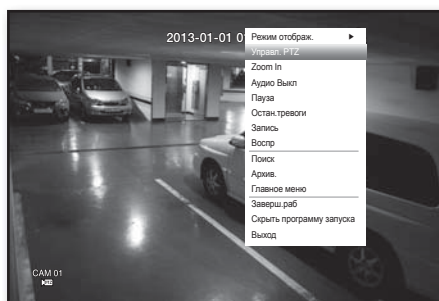 2013-01-01 0
Режим отображ.
Управл. PTZ
Zoom In
Аудио Выкл
Пауза
Остан.тревоги
Запись
Воспр
Поиск
Архив.
Главное меню
Заверш.раб
Скрыть программу запуска
Выход
CAM 01